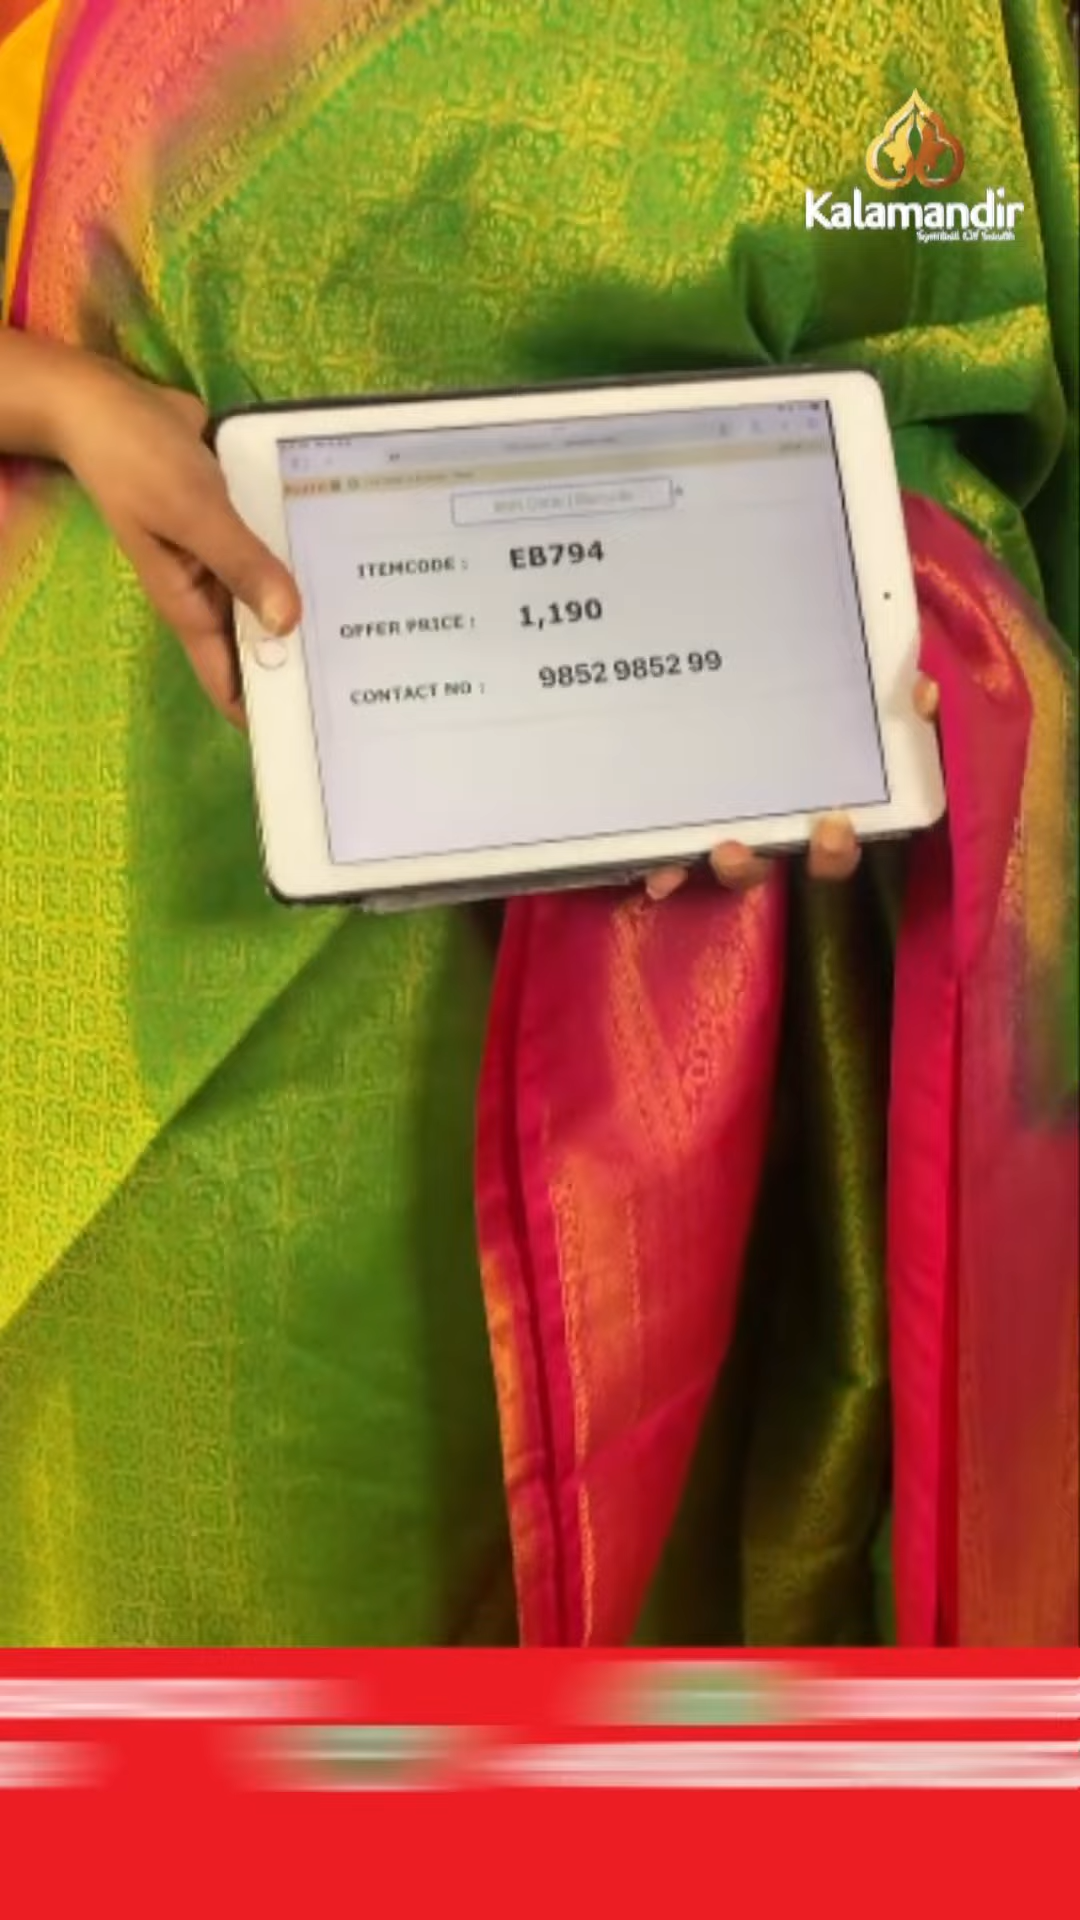 Kalamandir
ITEMCODE : EB794
OFFER PRICE : 1,190
CONTACT NO : 9852 9852 99